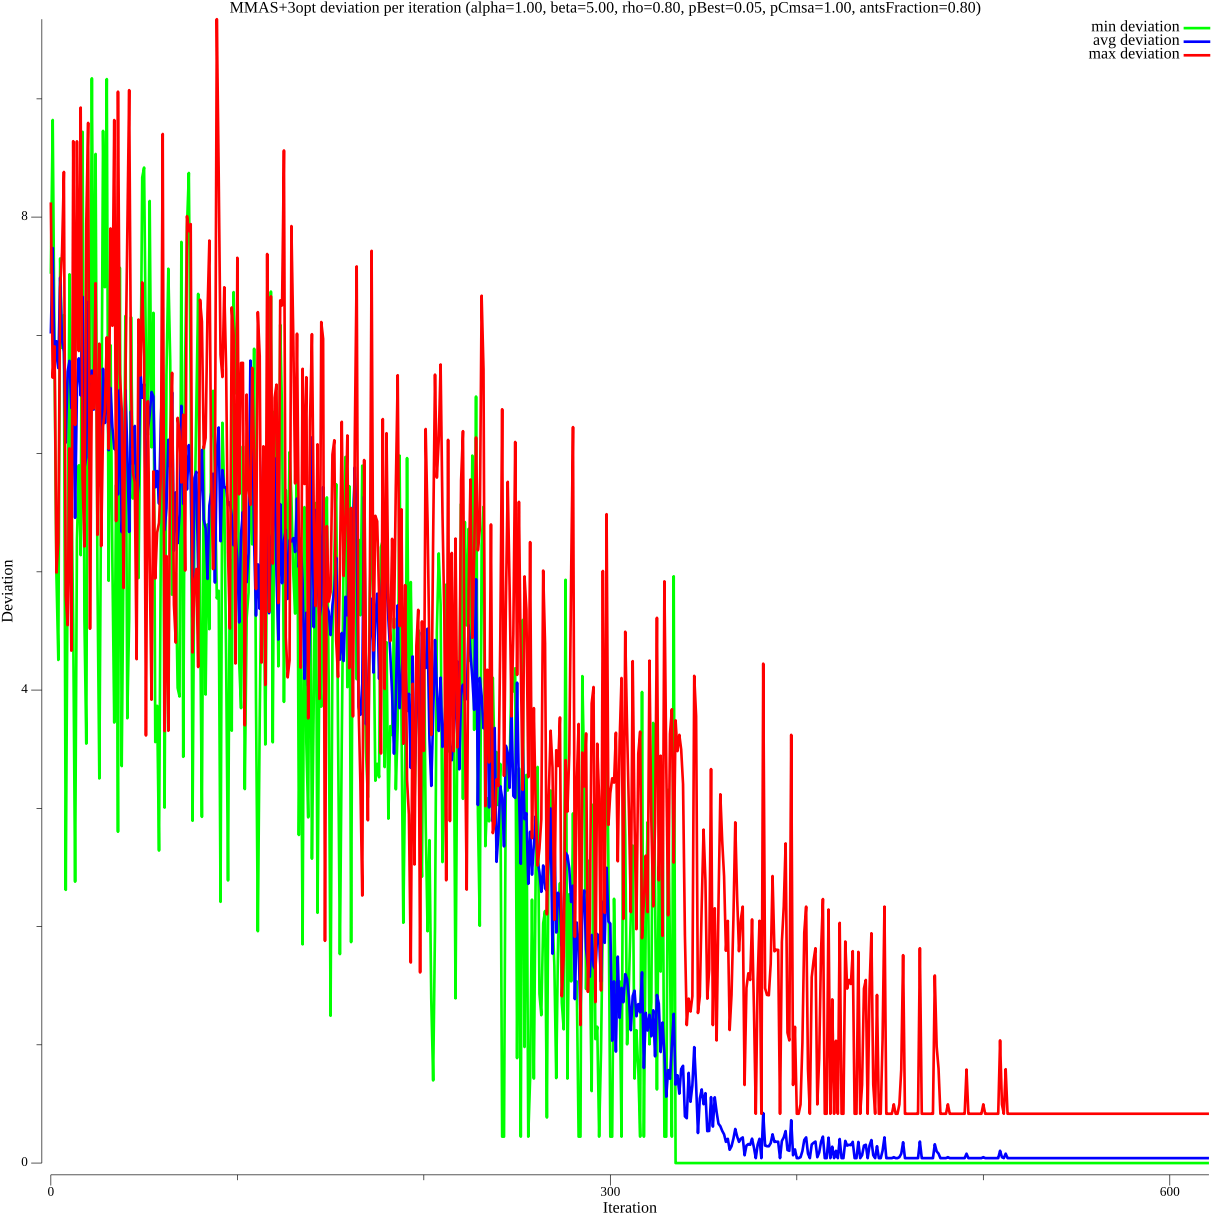 MMAS+3opt deviation per iteration (alpha=1.00, beta=5.00, rho=0.80, pBest=0.05, pCmsa=1.00, antsFraction=0.80)
min deviation
avg deviation
max deviation
8
4
0
Deviation
0
300
600
Iteration